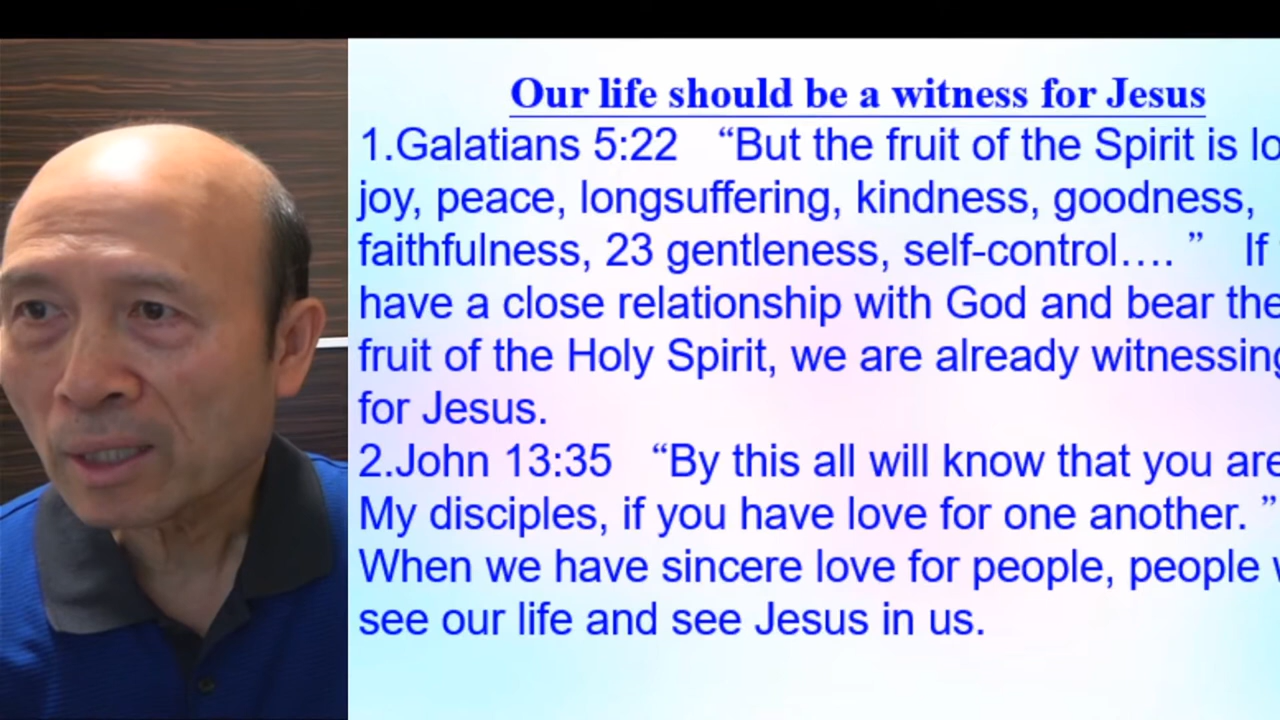 Our life should be a witness for Jesus
1.Galatians 5:22 “But the fruit of the Spirit is
joy, peace, longsuffering, kindness, goodness,
faithfulness, 23 gentleness, self-control…. ” If
have a close relationship with God and bear the
fruit of the Holy Spirit, we are already witnessing
for Jesus.
2.John 13:35 “By this all will know that you are
My disciples, if you have love for one another. ”
When we have sincere love for people, people
see our life and see Jesus in us.